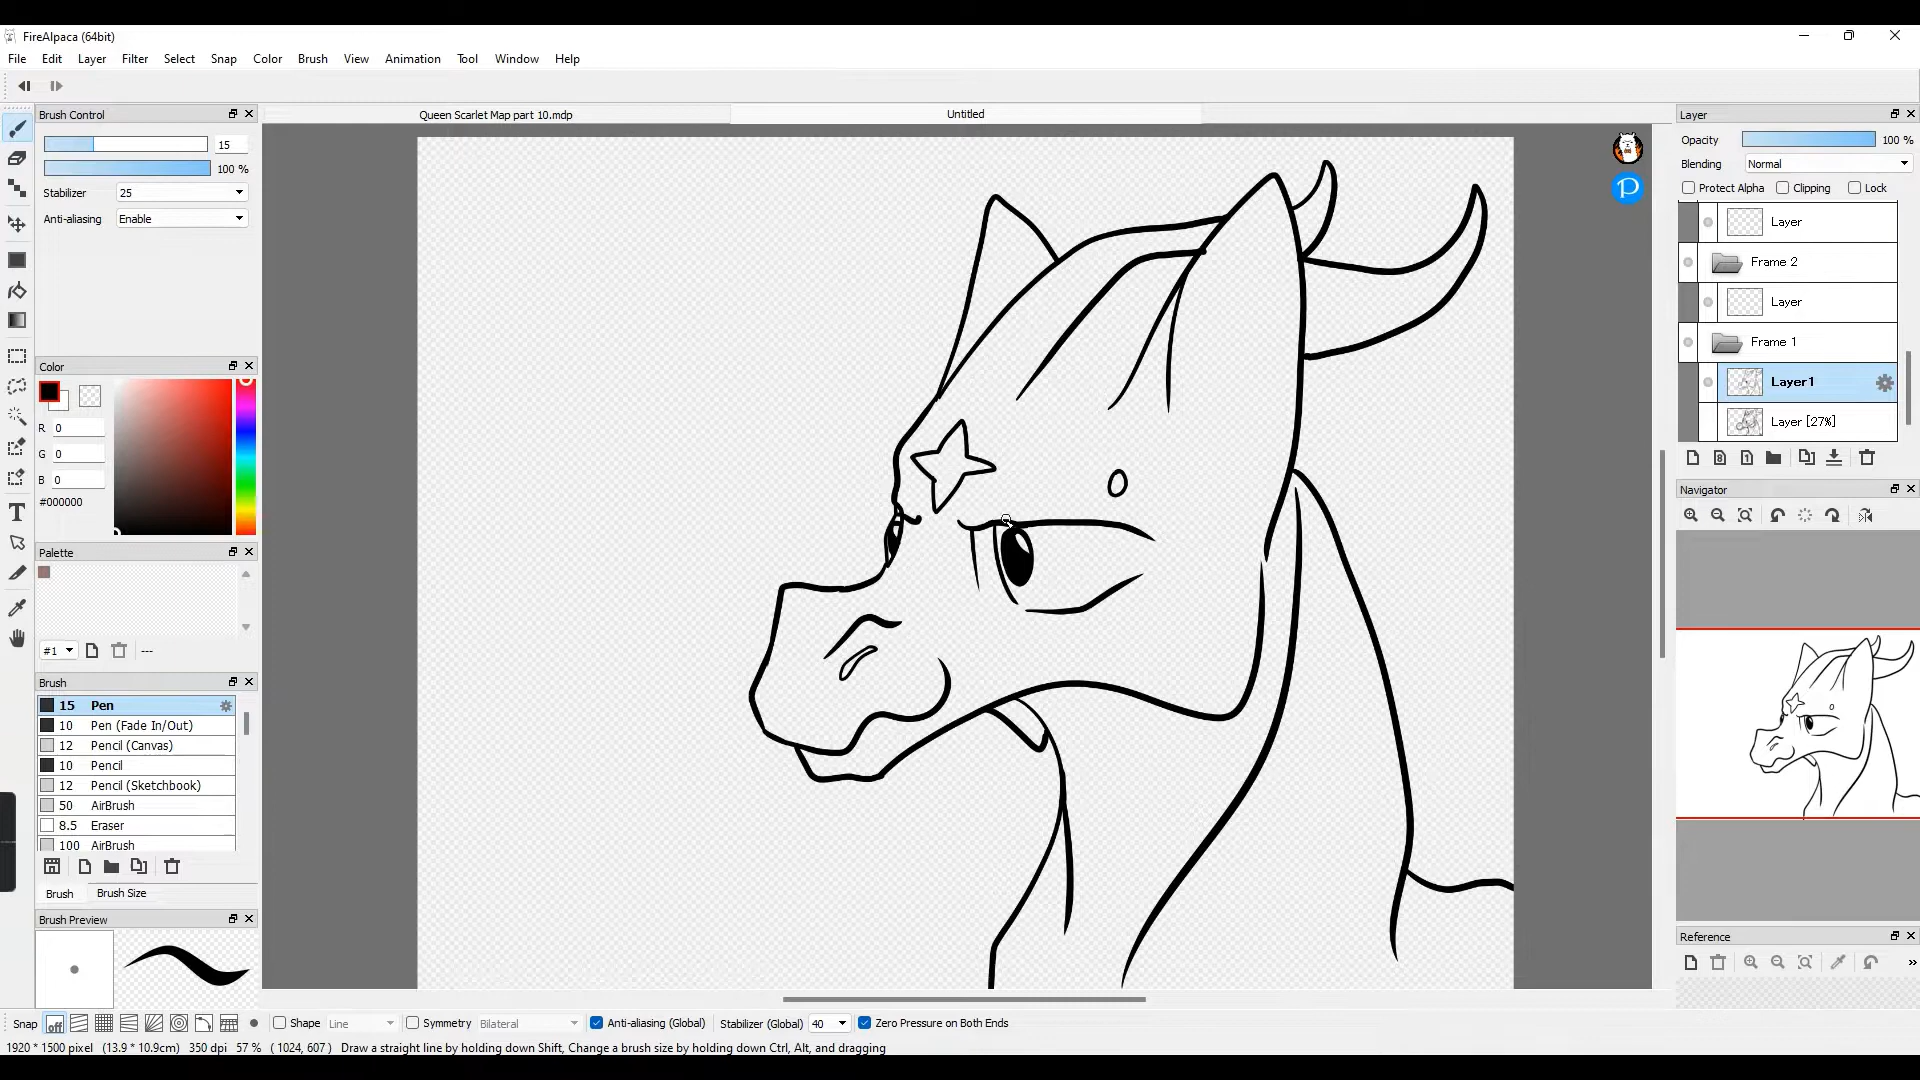 FireAlpaca (64bit)
File Edit Layer Filter Select Snap Color Brush View Animation Tool Window Help
Brush Control
15
100 %
Stabilizer 25
Anti-aliasing Enable
Color
R 0
G 0
B 0
#000000
Palette
#1 ---
Brush
15 Pen
10 Pen (Fade In/Out)
12 Pencil (Canvas)
10 Pencil
12 Pencil (Sketchbook)
50 AirBrush
8.5 Eraser
100 AirBrush
Brush Brush Size
Brush Preview
Queen Scarlet Map part 10.mdp Untitled
T
P
Layer
Opacity 100 %
Blending Normal
Protect Alpha Clipping Lock
Layer
Frame 2
Layer
Frame 1
Layer1
Layer [27%]
8 1
Navigator
Reference
»
Snap off Shape Line Symmetry Bilateral Anti-aliasing (Global) Stabilizer (Global) 40 Zero Pressure on Both Ends
1920 * 1500 pixel (13.9 * 10.9cm) 350 dpi 57 % ( 1024, 607 ) Draw a straight line by holding down Shift, Change a brush size by holding down Ctrl, Alt, and dragging